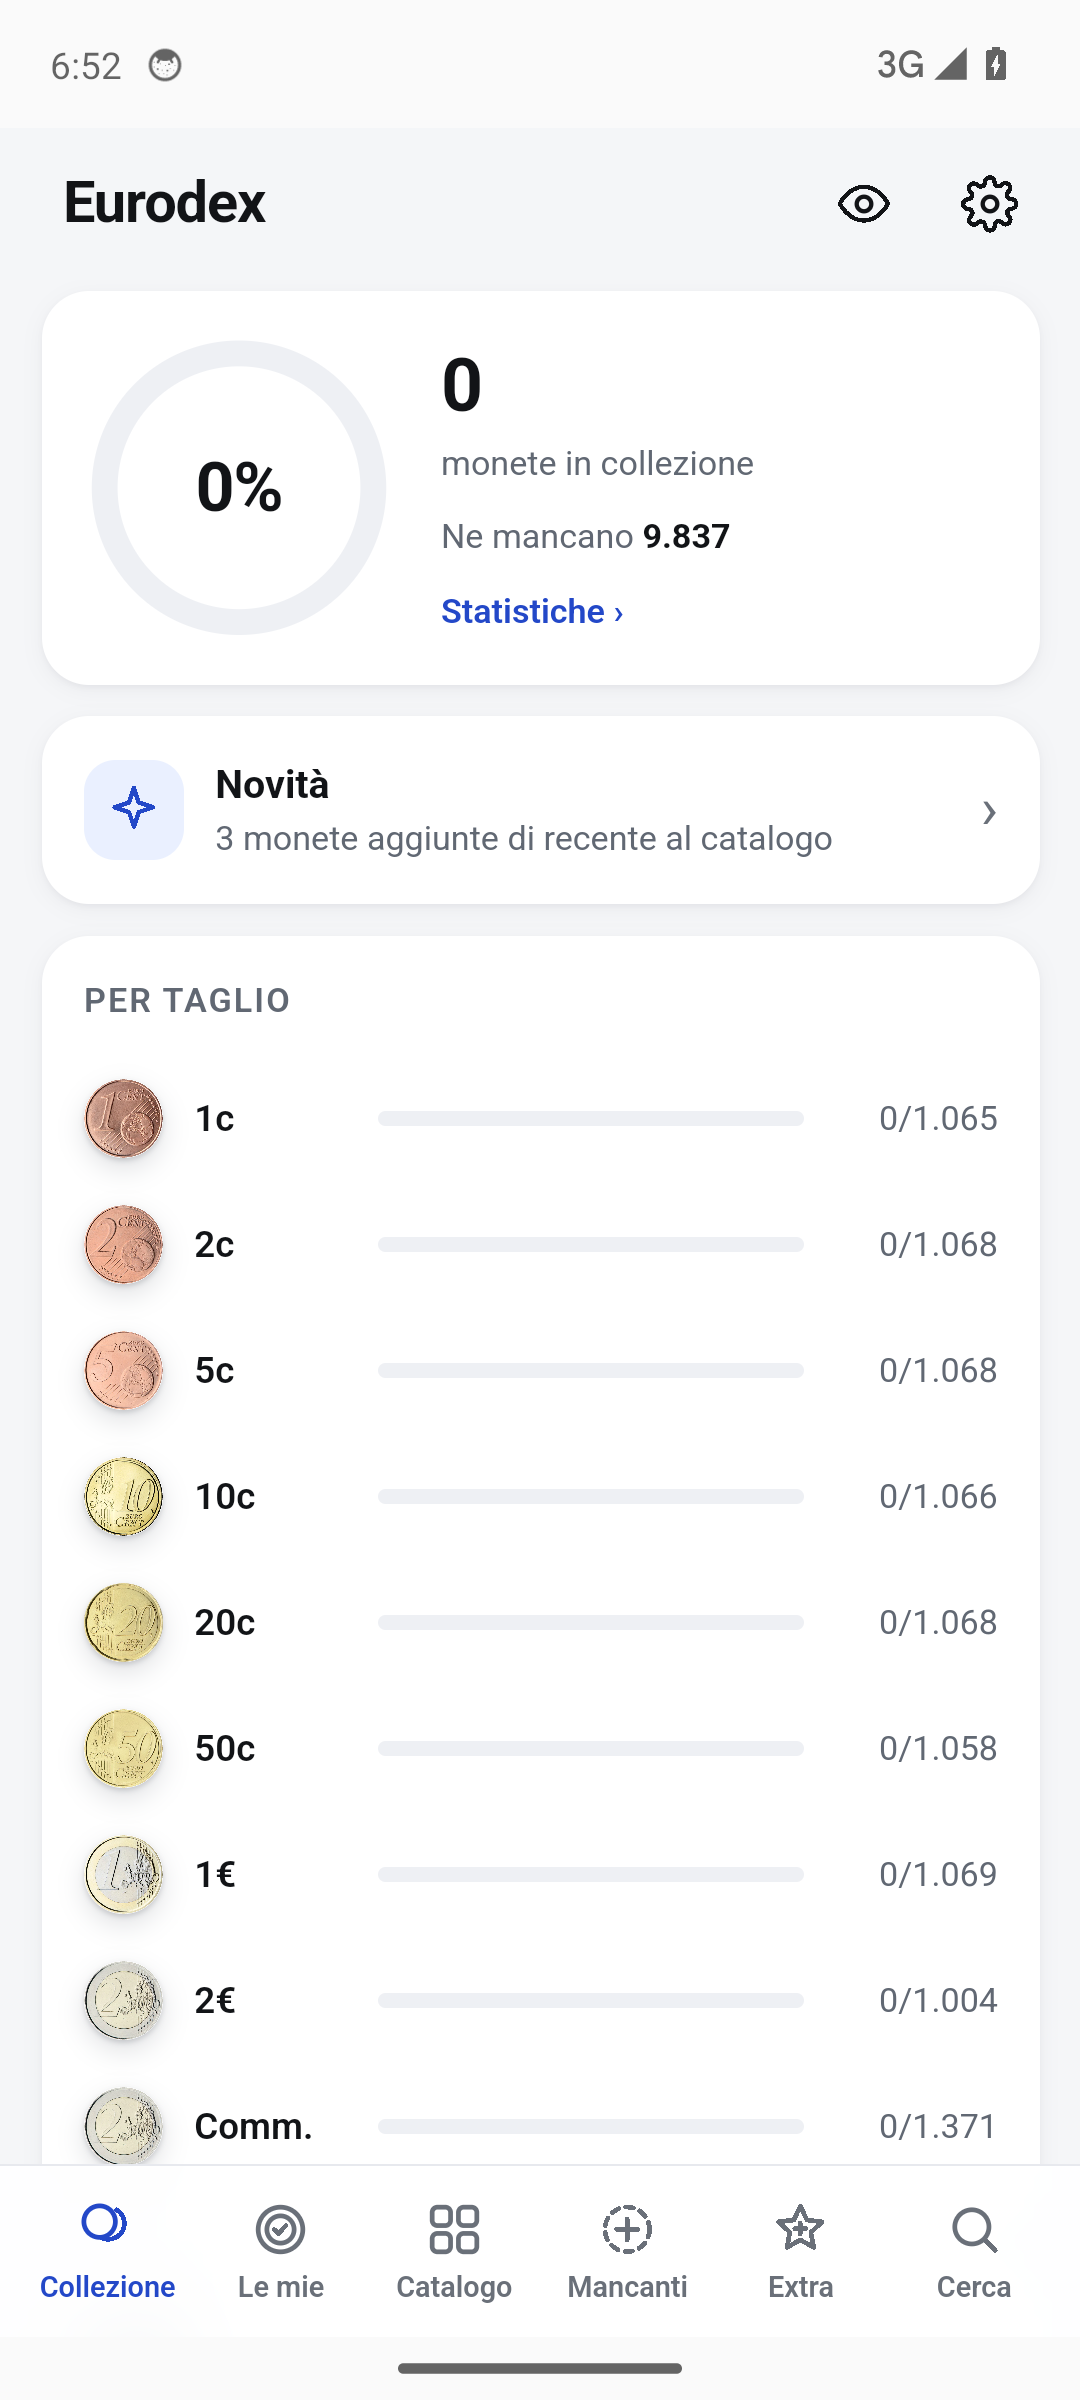 6:52
3G
Eurodex
0%
0
monete in collezione
Ne mancano 9.837
Statistiche ›
Novità
3 monete aggiunte di recente al catalogo
PER TAGLIO
1c 0/1.065
2c 0/1.068
5c 0/1.068
10c 0/1.066
20c 0/1.068
50c 0/1.058
1€ 0/1.069
2€ 0/1.004
Comm. 0/1.371
Collezione
Le mie
Catalogo
Mancanti
Extra
Cerca